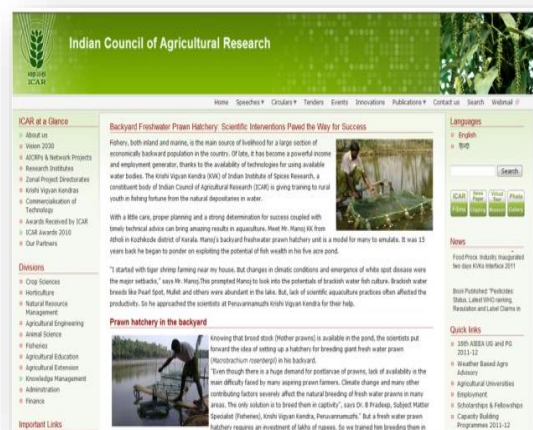 Indian Council of Agricultural Research
ICAR
Home Speeches Circulars Tenders Events Innovations Publications Contact us Search Webmail
ICAR at a Glance
About us
Vision 2030
AICRPs & Network Projects
Research Institutes
Zonal Project Directorates
Krishi Vigyan Kendras
Commercialisation of
Technology
Awards Received by ICAR
ICAR Awards 2010
Our Partners
Divisions
Crop Sciences
Horticulture
Natural Resource
Management
Agricultural Engineering
Animal Science
Fisheries
Agricultural Education
Agricultural Extension
Knowledge Management
Administration
Finance
Important Links
Backyard Freshwater Prawn Hatchery: Scientific Interventions Paved the Way for Success
Fishery, both inland and marine, is the main source of livelihood for a large section of
economically backward population in the country. Of late, it has become a powerful income
and employment generator, thanks to the availability of technologies for using available
water bodies. The Krishi Vigyan Kendra (KVK) of Indian Institute of Spices Research, a
constituent body of Indian Council of Agricultural Research (ICAR) is giving training to rural
youth in fishing fortune from the natural depositaries in water.
With a little care, proper planning and a strong determination for success coupled with
timely technical advice can bring amazing results in aquaculture. Meet Mr. Manoj KK from
Atholi in Kozhikode district of Kerala. Manoj's backyard freshwater prawn hatchery unit is a model for many to emulate. It was 15
years back he began to ponder on exploiting the potential of fish wealth in his five acre pond.
"I started with tiger shrimp farming near my house. But changes in climatic conditions and emergence of white spot disease were
the major setbacks," says Mr. Manoj.This prompted Manoj to look into the potentials of brackish water fish culture. Brackish water
breeds like Pearl Spot, Mullet and others were abundant in the lake. But, lack of scientific aquaculture practices often affected the
productivity. So he approached the scientists at Peruvannamuzhi Krishi Vigyan Kendra for their help.
Prawn hatchery in the backyard
Knowing that brood stock (Mother prawns) is available in the pond, the scientists put
forward the idea of setting up a hatchery for breeding giant fresh water prawn
(Macrobrachium rosenbergii) in his backyard.
"Even though there is a huge demand for postlarvae of prawns, lack of availability is the
main difficulty faced by many aspiring prawn farmers. Climate change and many other
contributing factors severely affect the natural breeding of fresh water prawns in many
areas. The only solution is to breed them in captivity", says Dr. B Pradeep, Subject Matter
Specialist (Fisheries), Krishi Vigyan Kendra, Peruvannamuzhi." But a fresh water prawn
hatchery requires an investment of lakhs of rupees. So we trained him breeding them in
Languages
English
हिन्दी
Search
ICAR News Paper Virtual Tour Photo
Films Clipping Museum Gallery
News
Food Proce. Industry inaugurated
two days KVKs Interface 2011
Book Published: "Pesticides:
Status, Label WHO ranking,
Regulation and Label Claims in
Quick links
16th AIEEA UG and PG
2011-12
Weather Based Agro
Advisory
Agricultural Universities
Employment
Scholarships & Fellowships
Capacity Building
Programmes 2011-12